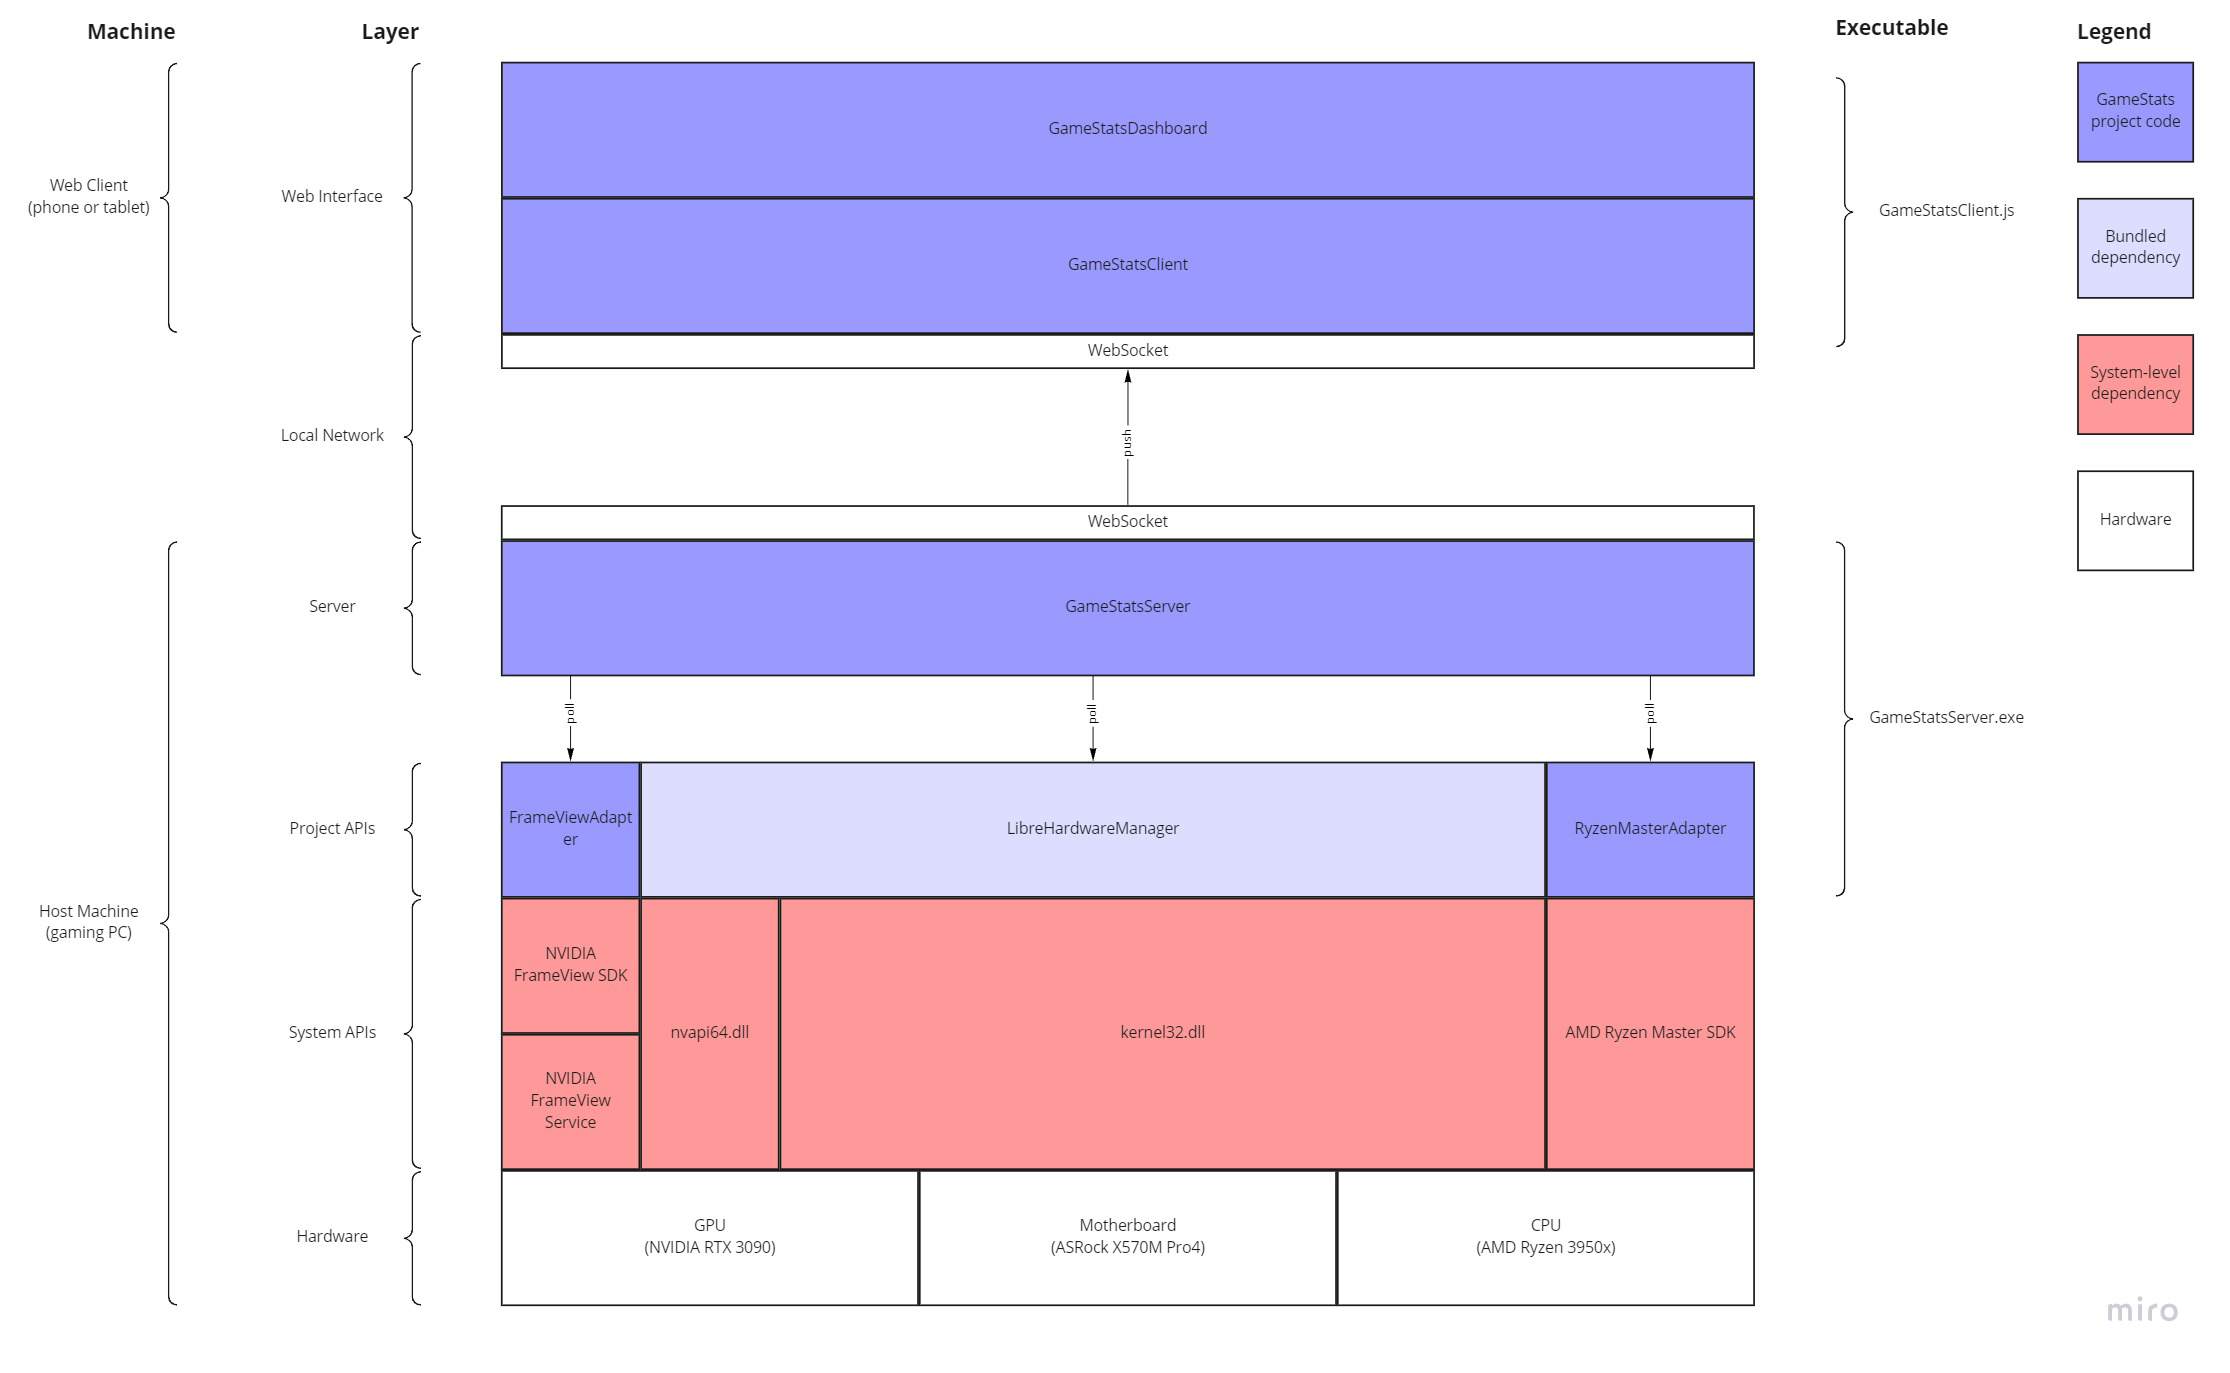 Machine
Layer
Executable
Legend
GameStats
project code
GameStatsDashboard
Web Client
(phone or tablet)
Web Interface
GameStatsClient.js
Bundled
dependency
GameStatsClient
WebSocket
System-level
dependency
Local Network
push
WebSocket
Hardware
Server
GameStatsServer
poll
poll
poll
GameStatsServer.exe
Project APIs
FrameViewAdapt
er
LibreHardwareManager
RyzenMasterAdapter
Host Machine
(gaming PC)
System APIs
NVIDIA
FrameView SDK
nvapi64.dll
kernel32.dll
AMD Ryzen Master SDK
NVIDIA
FrameView
Service
Hardware
GPU
(NVIDIA RTX 3090)
Motherboard
(ASRock X570M Pro4)
CPU
(AMD Ryzen 3950x)
miro